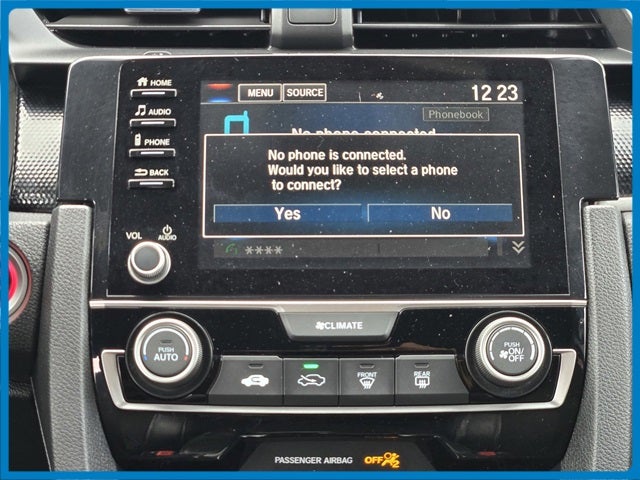 HOME
MENU
SOURCE
12 23
AUDIO
Phonebook
No phone connected
PHONE
No phone is connected.
Would you like to select a phone
to connect?
BACK
Yes
No
VOL
AUDIO
****
CLIMATE
PUSH
AUTO
PUSH
ON/
OFF
FRONT
REAR
PASSENGER AIRBAG OFF 2